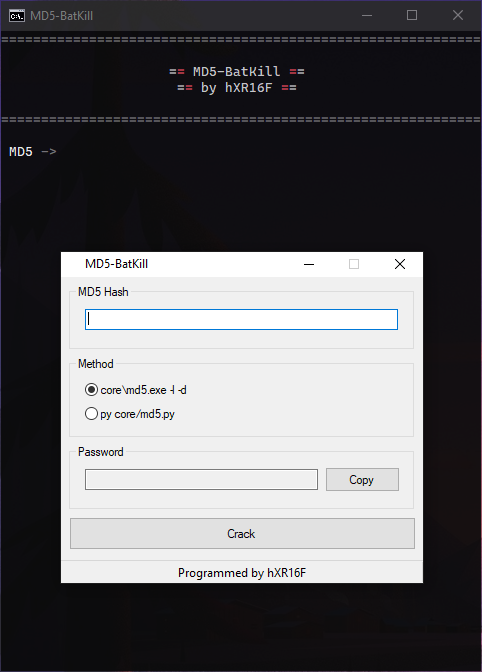 MD5-BatKill
================================================================
== MD5-BatKill ==
== by hXR16F ==
================================================================
MD5 ->
MD5-BatKill
MD5 Hash
Method
core\md5.exe -l -d
py core/md5.py
Password
Copy
Crack
Programmed by hXR16F